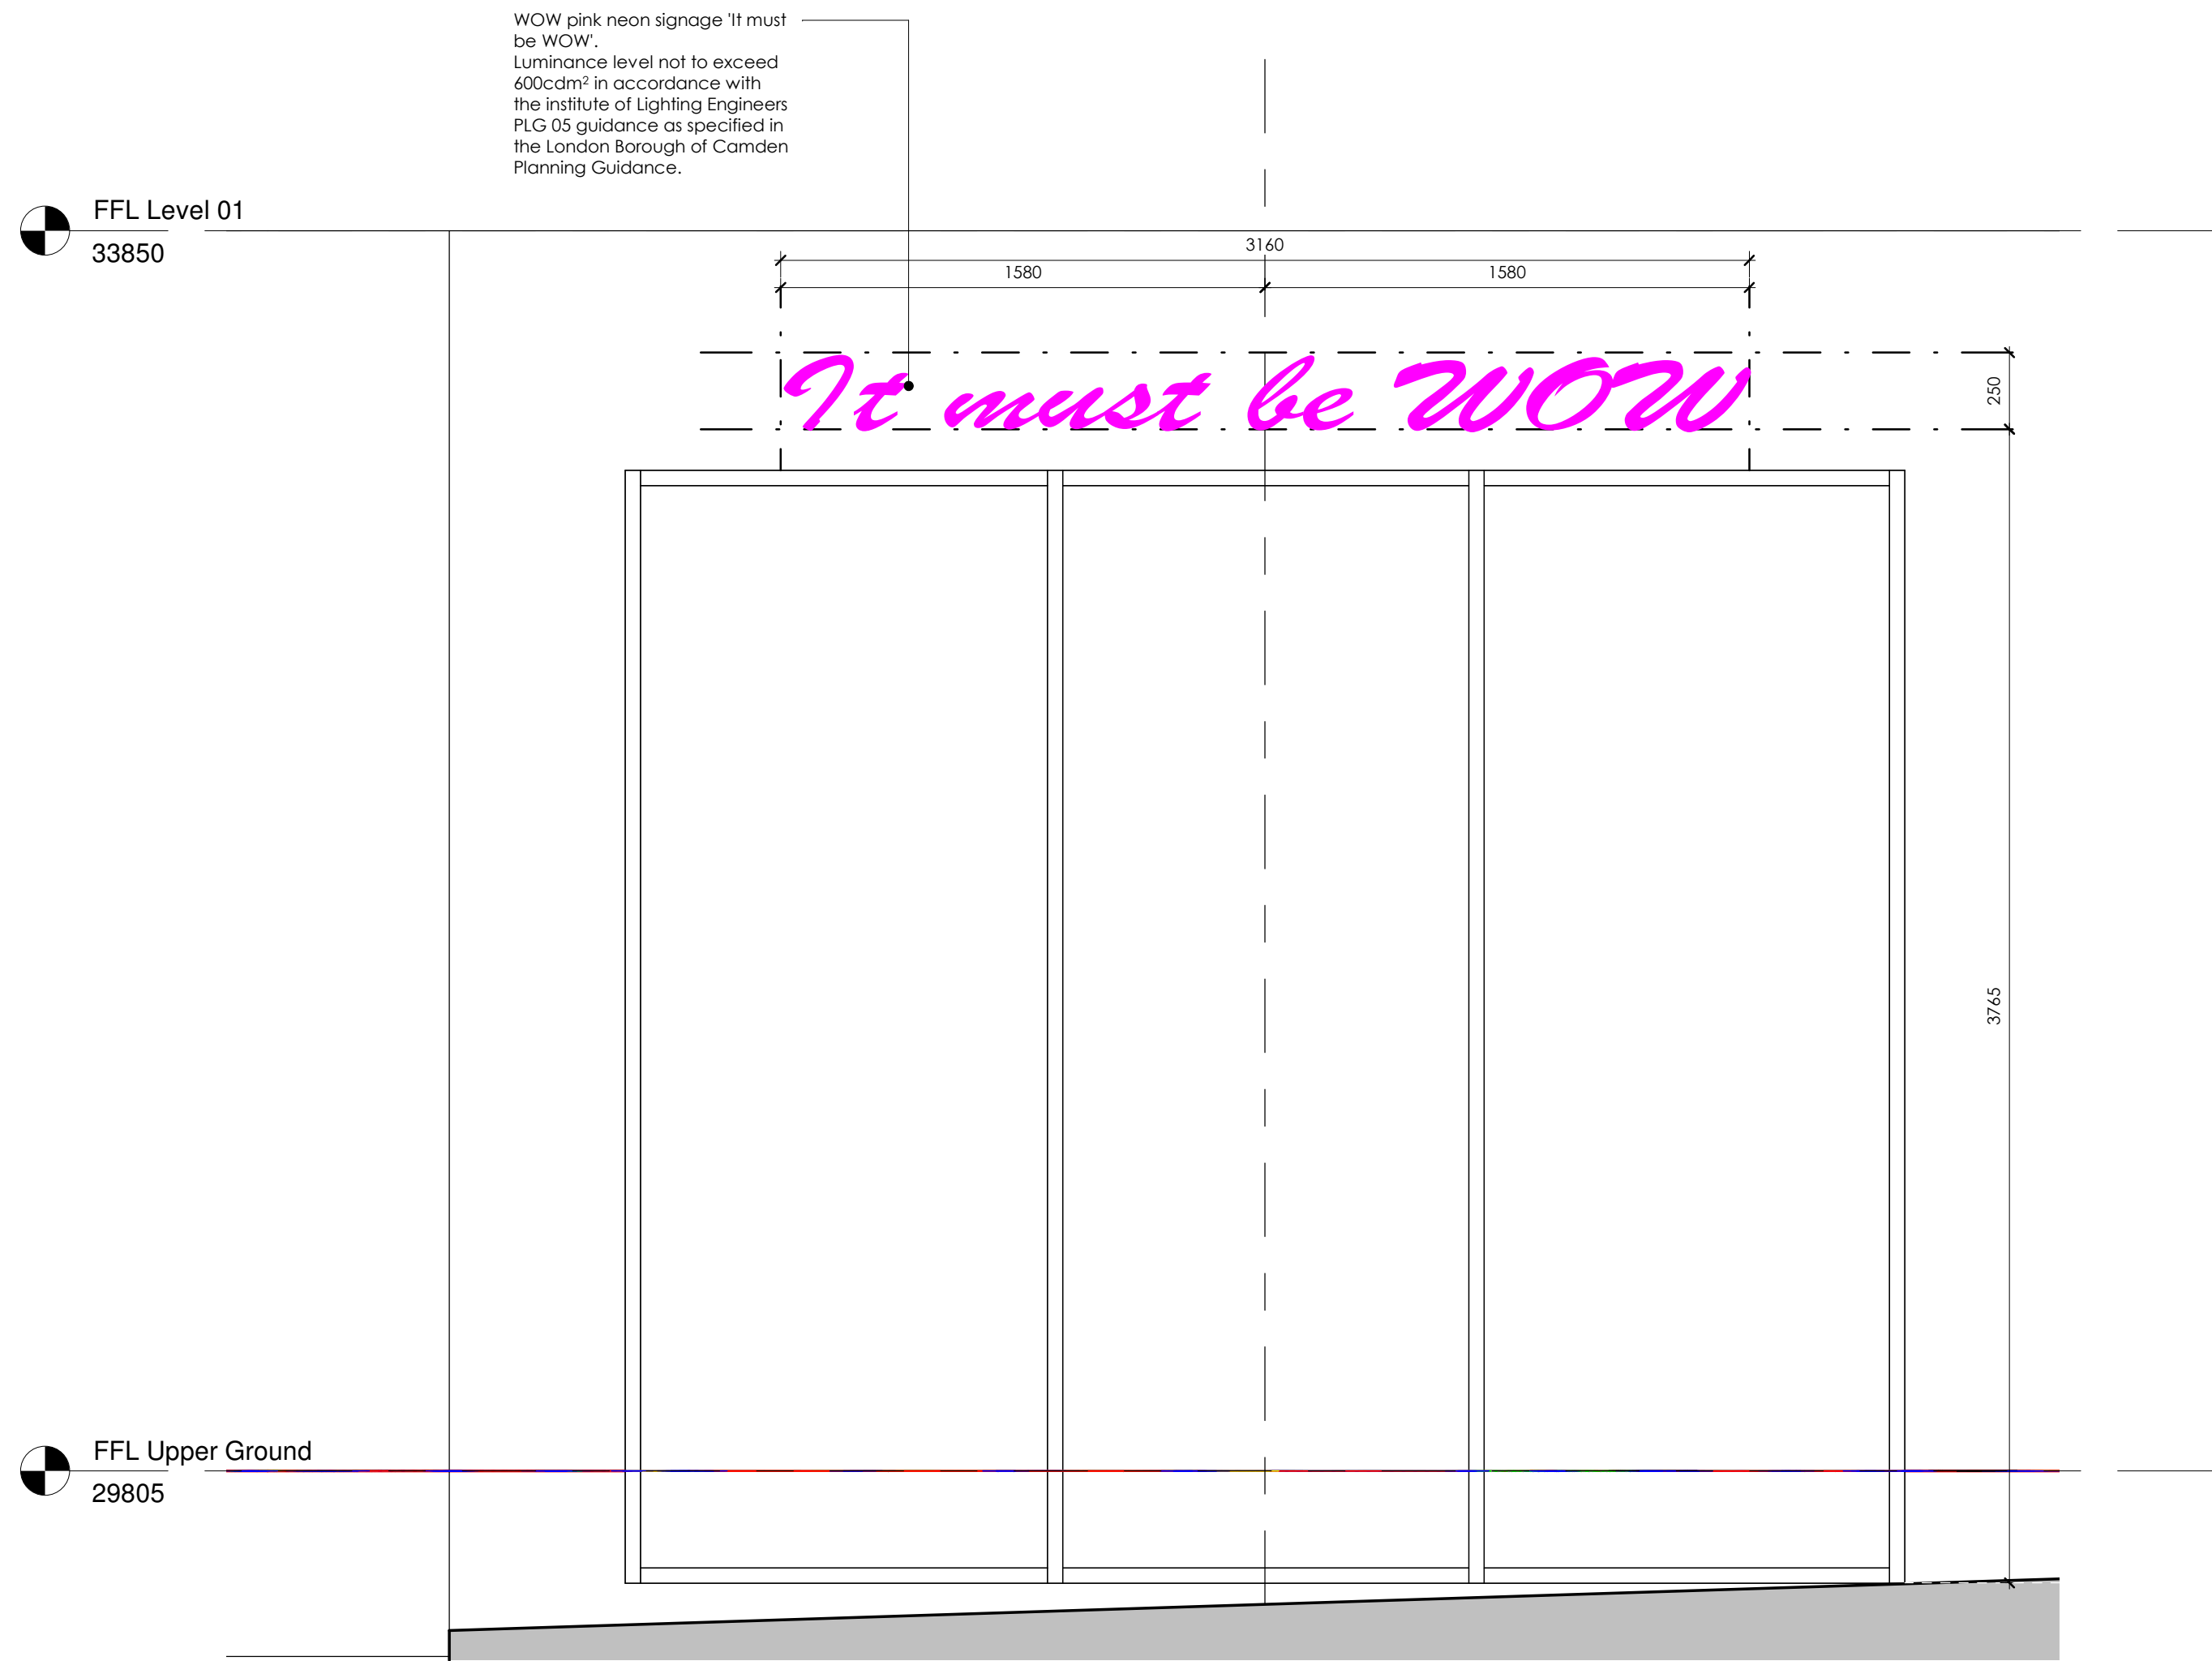 WOW pink neon signage 'It must
be WOW'.
Luminance level not to exceed
600cdm² in accordance with
the institute of Lighting Engineers
PLG 05 guidance as specified in
the London Borough of Camden
Planning Guidance.
FFL Level 01
33850
3160
1580 1580
It must be WOW
250
3765
FFL Upper Ground
29805